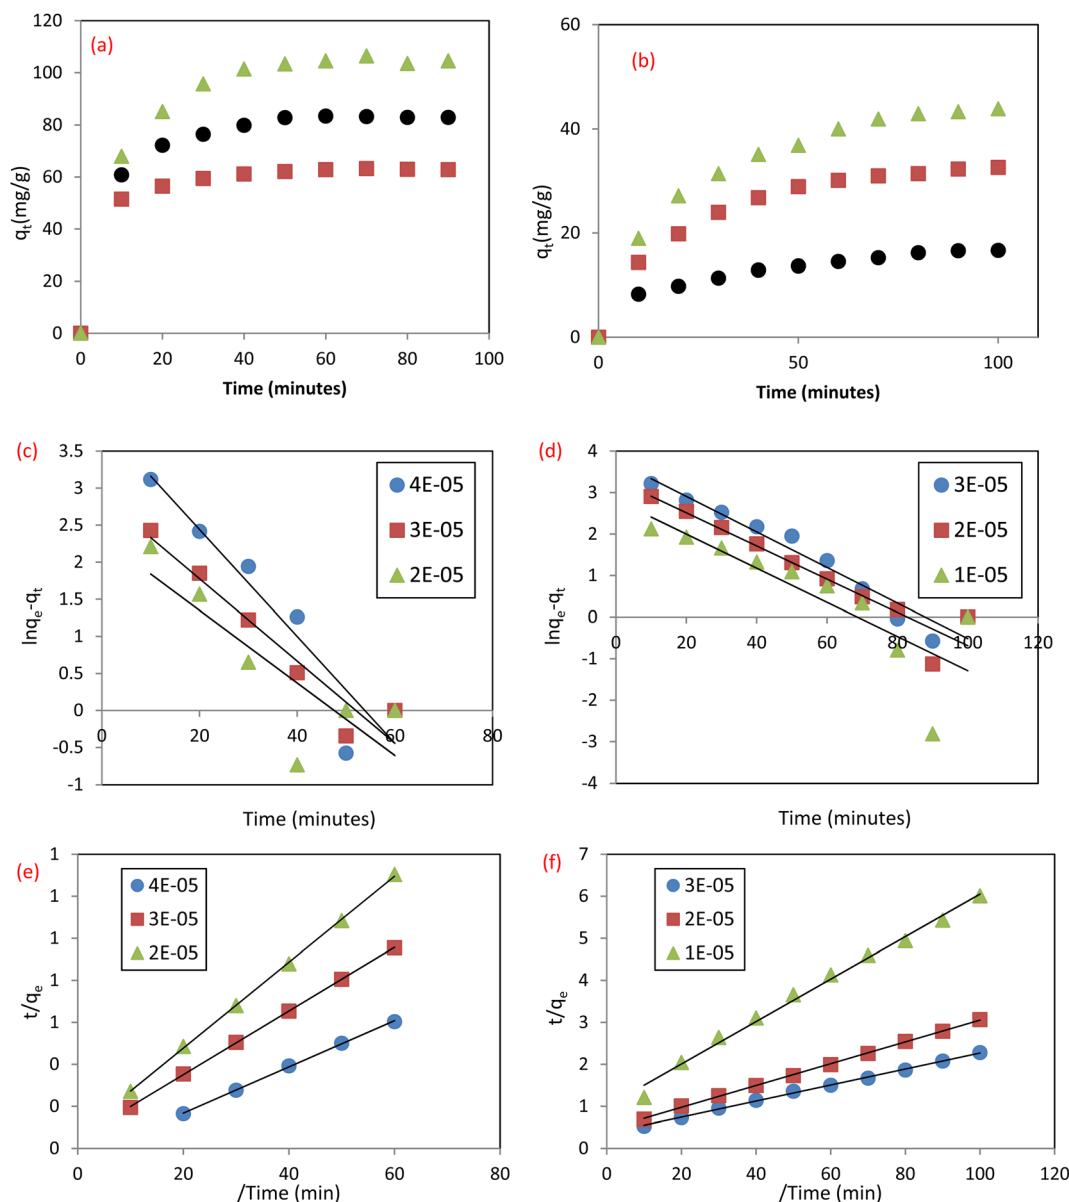 (a)
120
100
80
60
40
20
0
qt(mg/g)
0 20 40 60 80 100
Time (minutes)
(b)
60
40
20
0
qt(mg/g)
0 50 100
Time (minutes)
(c)
3.5
3
2.5
2
1.5
1
0.5
0
-0.5
-1
lnqe-qt
0 20 40 60 80
4E-05
3E-05
2E-05
Time (minutes)
(d)
4
3
2
1
0
-1
-2
-3
-4
lnqe-qt
0 20 40 60 80 100 120
3E-05
2E-05
1E-05
Time (minutes)
(e)
1
1
1
1
1
0
0
0
t/qe
0 20 40 60 80
4E-05
3E-05
2E-05
/Time (min)
(f)
7
6
5
4
3
2
1
0
t/qe
0 20 40 60 80 100 120
3E-05
2E-05
1E-05
/Time (min)